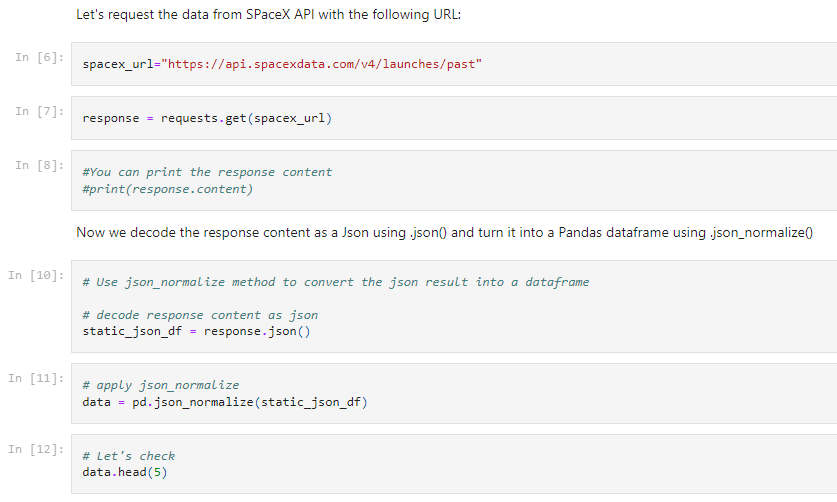 Let's request the data from SPaceX API with the following URL:
In [6]:
spacex_url="https://api.spacexdata.com/v4/launches/past"
In [7]:
response = requests.get(spacex_url)
In [8]:
#You can print the response content
#print(response.content)
Now we decode the response content as a Json using .json() and turn it into a Pandas dataframe using .json_normalize()
In [10]:
# Use json_normalize method to convert the json result into a dataframe
# decode response content as json
static_json_df = response.json()
In [11]:
# apply json_normalize
data = pd.json_normalize(static_json_df)
In [12]:
# Let's check
data.head(5)